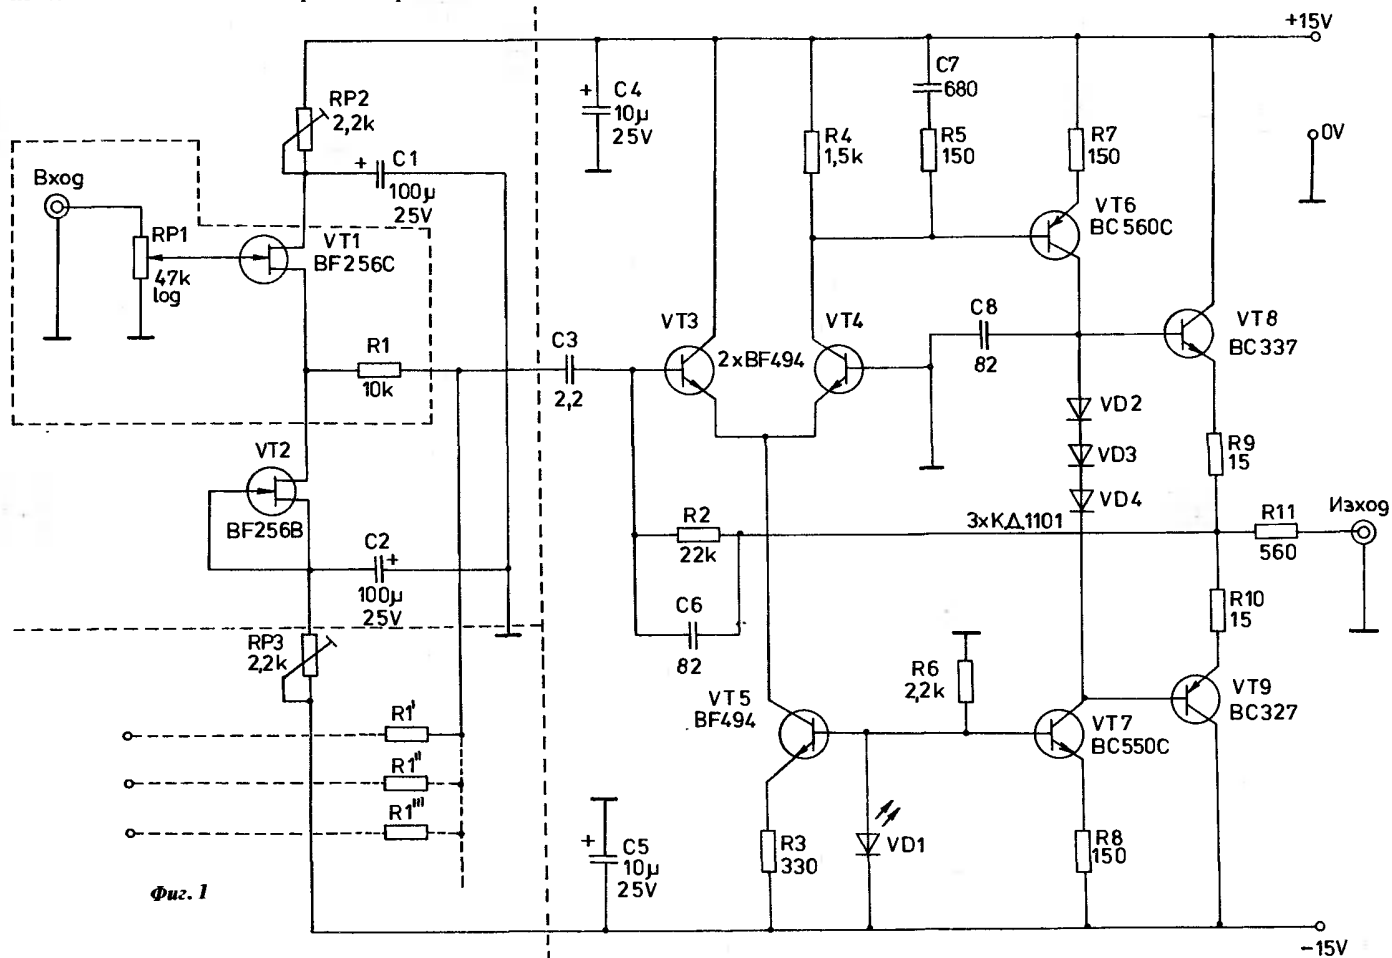 +15V
RP2
2,2k
C1
100µ
25V
C4
10µ
25V
C7
680
R4
1,5k
R5
150
R7
150
0V
Вход
RP1
47k
log
VT1
BF256C
VT6
BC560C
R1
10k
C3
2,2
VT3
2xBF494
VT4
C8
82
VT8
BC337
VD2
VD3
VD4
3xКД1101
R9
15
VT2
BF256B
C2
100µ
25V
R2
22k
C6
82
R11
560
Изход
R10
15
RP3
2,2k
VT5
BF494
R6
2,2k
VT7
BC550C
VT9
BC327
R1'
R1''
R1'''
C5
10µ
25V
R3
330
VD1
R8
150
Фиг. 1
-15V